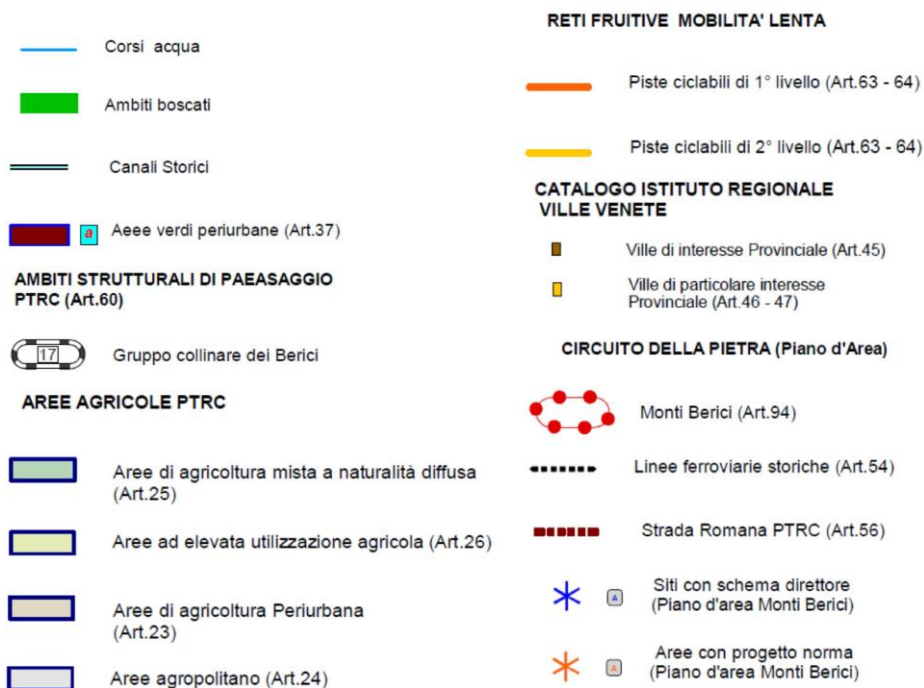 Corsi acqua
Ambiti boscati
Canali Storici
a
Aeee verdi periurbane (Art.37)
AMBITI STRUTTURALI DI PAEASAGGIO
PTRC (Art.60)
17
Gruppo collinare dei Berici
AREE AGRICOLE PTRC
Aree di agricoltura mista a naturalità diffusa
(Art.25)
Aree ad elevata utilizzazione agricola (Art.26)
Aree di agricoltura Periurbana
(Art.23)
Aree agropolitano (Art.24)
RETI FRUITIVE MOBILITA' LENTA
Piste ciclabili di 1° livello (Art.63 - 64)
Piste ciclabili di 2° livello (Art.63 - 64)
CATALOGO ISTITUTO REGIONALE
VILLE VENETE
Ville di interesse Provinciale (Art.45)
Ville di particolare interesse
Provinciale (Art.46 - 47)
CIRCUITO DELLA PIETRA (Piano d'Area)
Monti Berici (Art.94)
Linee ferroviarie storiche (Art.54)
Strada Romana PTRC (Art.56)
A
Siti con schema direttore
(Piano d'area Monti Berici)
A
Aree con progetto norma
(Piano d'area Monti Berici)